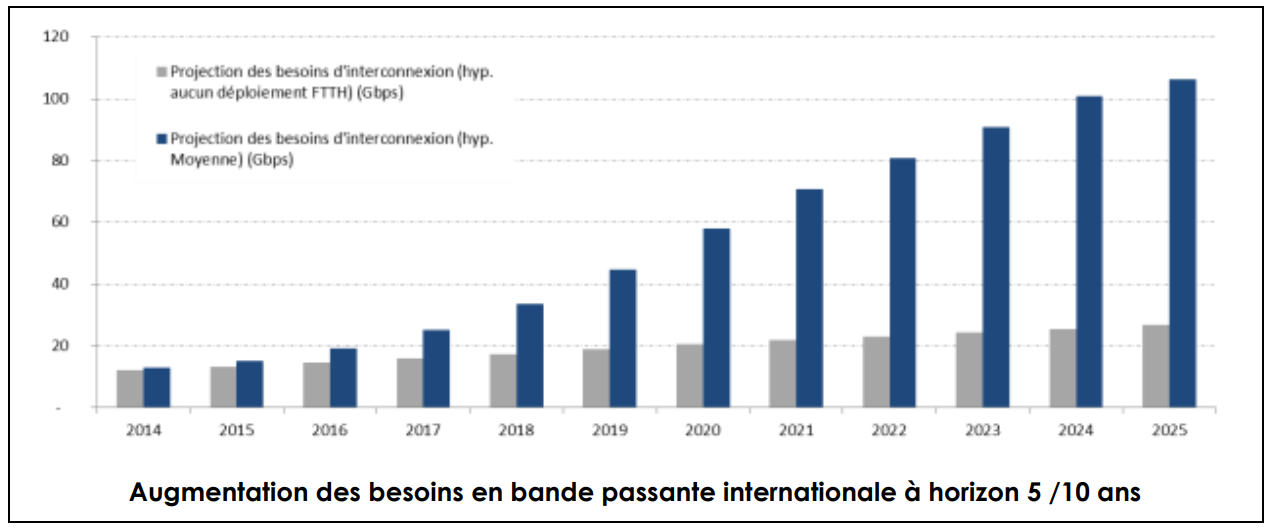 120
100
80
60
40
20
-
Projection des besoins d'interconnexion (hyp.
aucun déploiement FTTH) (Gbps)
Projection des besoins d'interconnexion (hyp.
Moyenne) (Gbps)
2014 2015 2016 2017 2018 2019 2020 2021 2022 2023 2024 2025
Augmentation des besoins en bande passante internationale à horizon 5 /10 ans